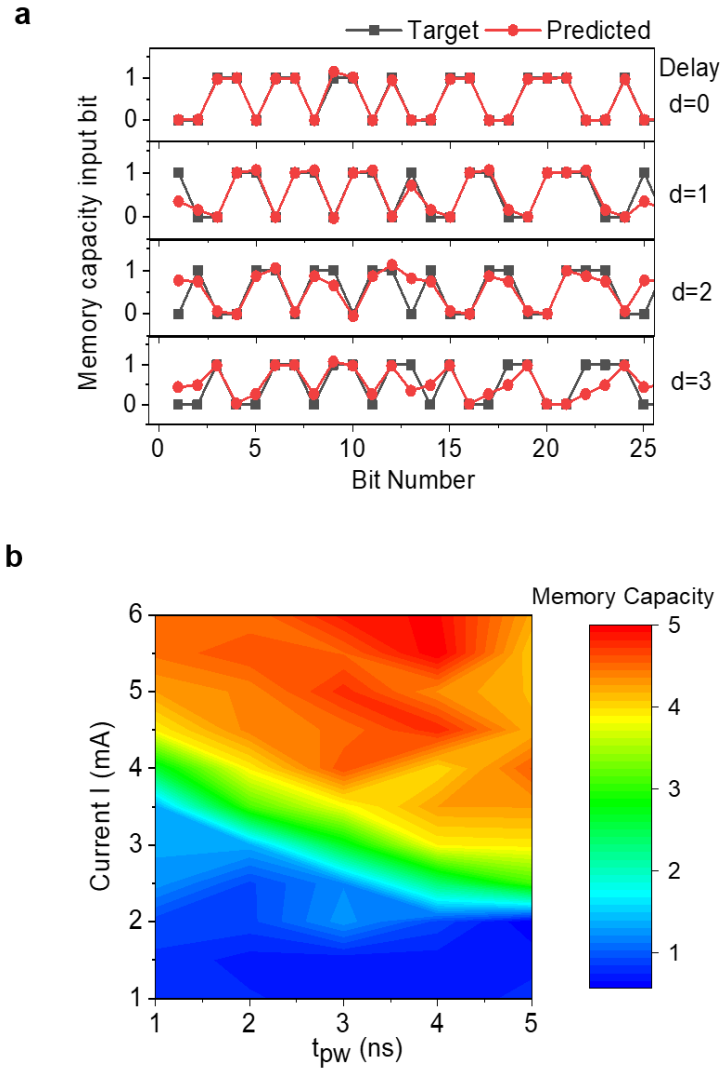 a
Target Predicted
Delay
Memory capacity input bit
1
0
d=0
1
0
d=1
1
0
d=2
1
0
d=3
0 5 10 15 20 25
Bit Number
b
Memory Capacity
6
5
4
3
2
1
Current I (mA)
1 2 3 4 5
tpw (ns)
5
4
3
2
1